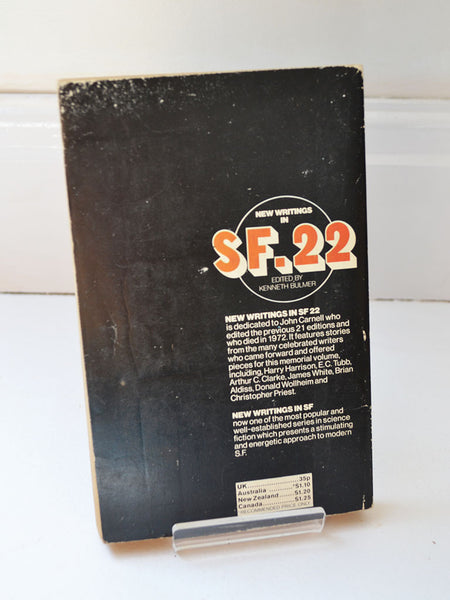 NEW WRITINGS
IN
SF.22
EDITED BY
KENNETH BULMER
NEW WRITINGS IN SF 22
is dedicated to John Carnell who
edited the previous 21 editions and
who died in 1972. It features stories
from the many celebrated writers
who came forward and offered
pieces for this memorial volume,
including, Harry Harrison, E.C. Tubb,
Arthur C. Clarke, James White, Brian
Aldiss, Donald Wollheim and
Christopher Priest.
NEW WRITINGS IN SF
now one of the most popular and
well-established series in science
fiction which presents a stimulating
and energetic approach to modern
S.F.
UK....................35p
Australia ........*$1.10
New Zealand.....$1.20
Canada..........$1.25
*RECOMMENDED PRICE ONLY